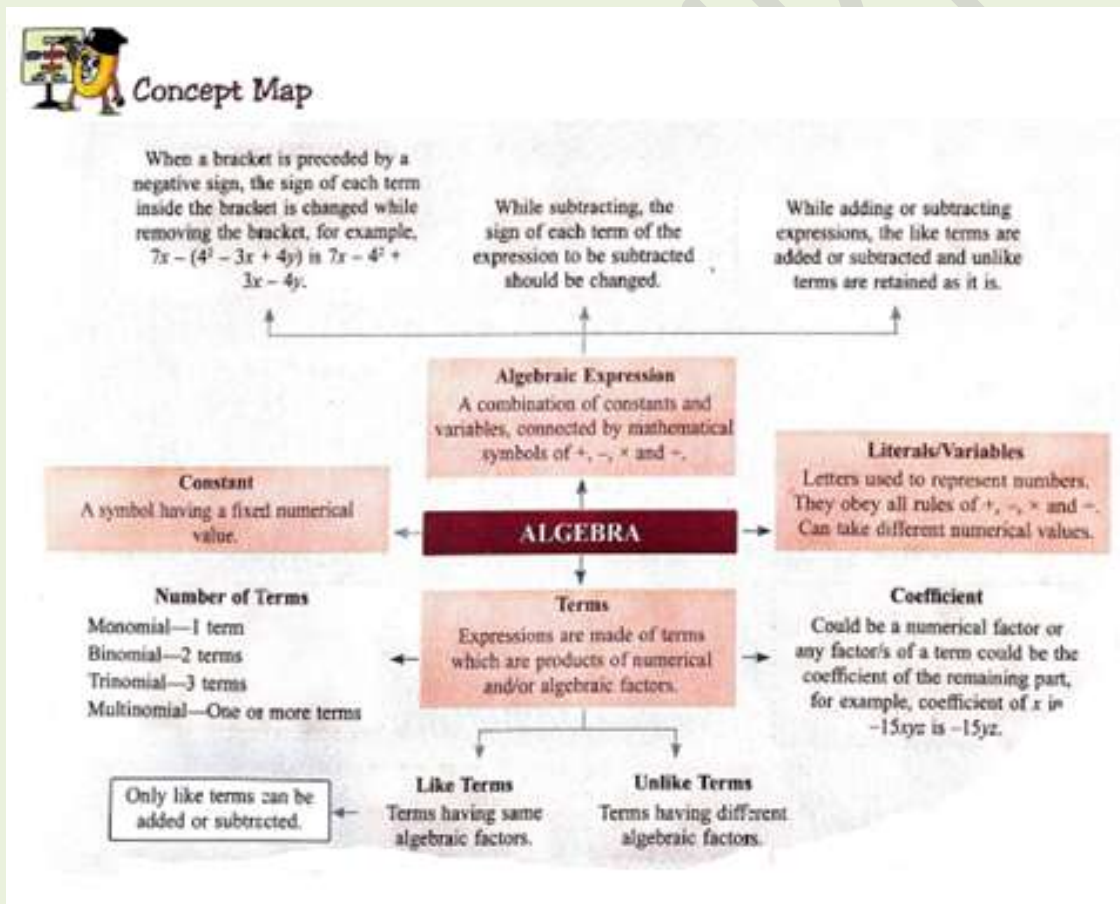 Concept Map
When a bracket is preceded by a
negative sign, the sign of each term
inside the bracket is changed while
removing the bracket, for example,
7x – (4² – 3x + 4y) is 7x – 4² +
3x – 4y.
While subtracting, the
sign of each term of the
expression to be subtracted
should be changed.
While adding or subtracting
expressions, the like terms are
added or subtracted and unlike
terms are retained as it is.
Algebraic Expression
A combination of constants and
variables, connected by mathematical
symbols of +, –, × and ÷.
Constant
A symbol having a fixed numerical
value.
ALGEBRA
Literals/Variables
Letters used to represent numbers.
They obey all rules of +, –, × and ÷.
Can take different numerical values.
Number of Terms
Monomial—1 term
Binomial—2 terms
Trinomial—3 terms
Multinomial—One or more terms
Terms
Expressions are made of terms
which are products of numerical
and/or algebraic factors.
Coefficient
Could be a numerical factor or
any factor/s of a term could be the
coefficient of the remaining part,
for example, coefficient of x in
–15xyz is –15yz.
Only like terms can be
added or subtracted.
Like Terms
Terms having same
algebraic factors.
Unlike Terms
Terms having different
algebraic factors.